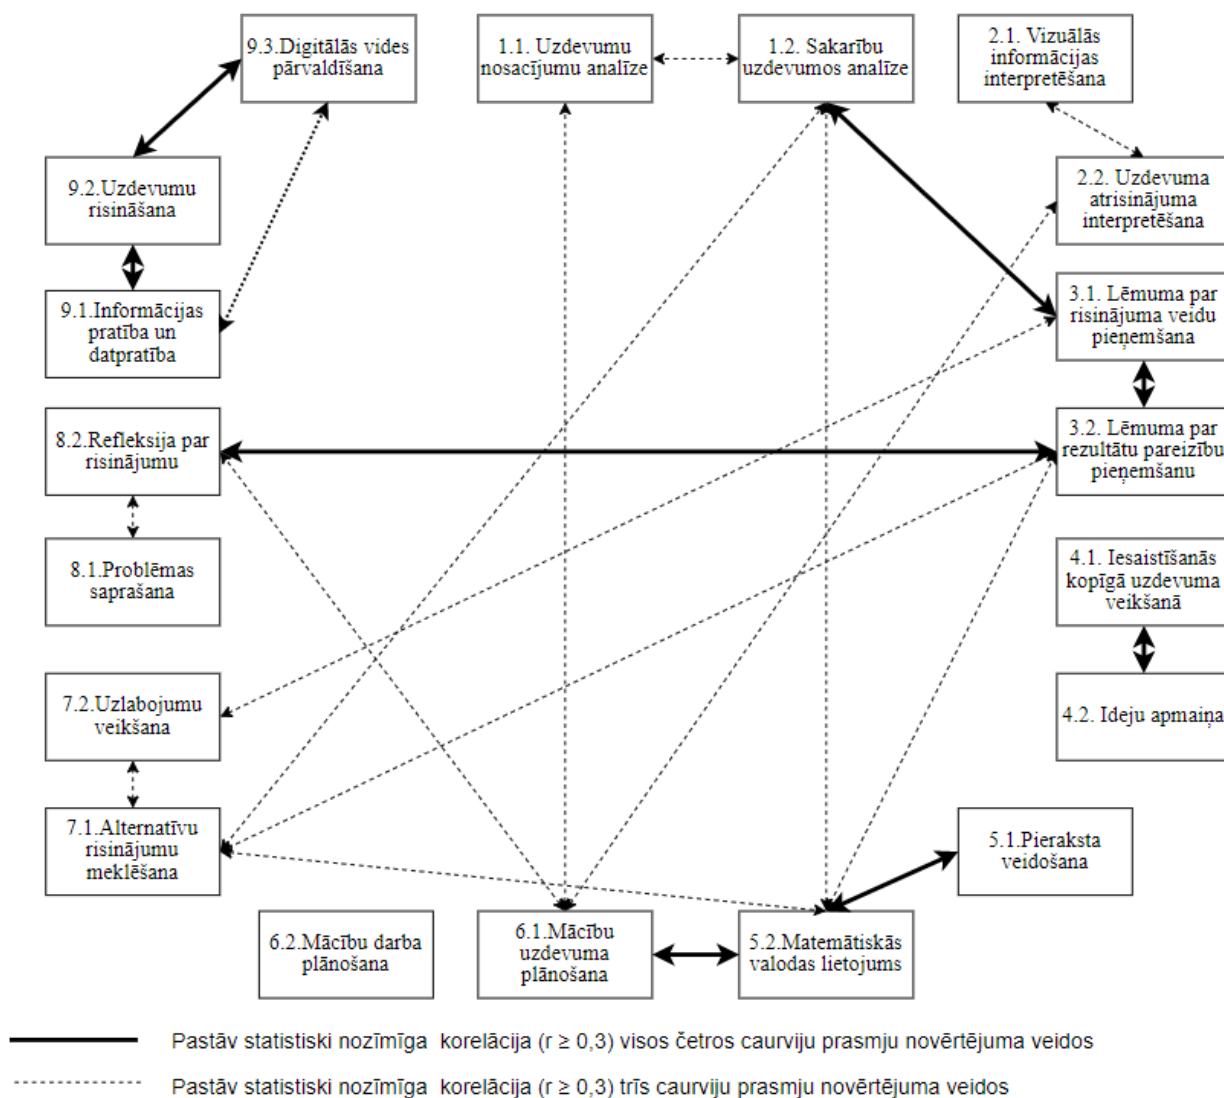 9.3.Digitālās vides
pārvaldīšana
1.1. Uzdevumu
nosacījumu analīze
1.2. Sakarību
uzdevumos analīze
2.1. Vizuālās
informācijas
interpretēšana
9.2.Uzdevumu
risināšana
2.2. Uzdevuma
atrisinājuma
interpretēšana
9.1.Informācijas
pratība un
datpratība
3.1. Lēmuma par
risinājuma veidu
pieņemšana
8.2.Refleksija par
risinājumu
3.2. Lēmuma par
rezultātu pareizību
pieņemšanu
8.1.Problēmas
saprašana
4.1. Iesaistīšanās
kopīgā uzdevuma
veikšanā
7.2.Uzlabojumu
veikšana
4.2. Ideju apmaiņa
7.1.Alternatīvu
risinājumu
meklēšana
5.1.Pieraksta
veidošana
6.2.Mācību darba
plānošana
6.1.Mācību
uzdevuma
plānošana
5.2.Matemātiskās
valodas lietojums
Pastāv statistiski nozīmīga korelācija (r ≥ 0,3) visos četros caurviju prasmju novērtējuma veidos
Pastāv statistiski nozīmīga korelācija (r ≥ 0,3) trīs caurviju prasmju novērtējuma veidos